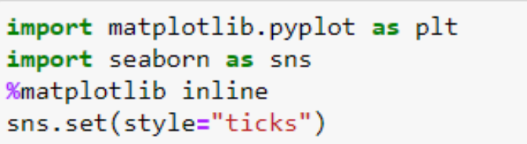 import matplotlib.pyplot as plt
import seaborn as sns
%matplotlib inline
sns.set(style="ticks")